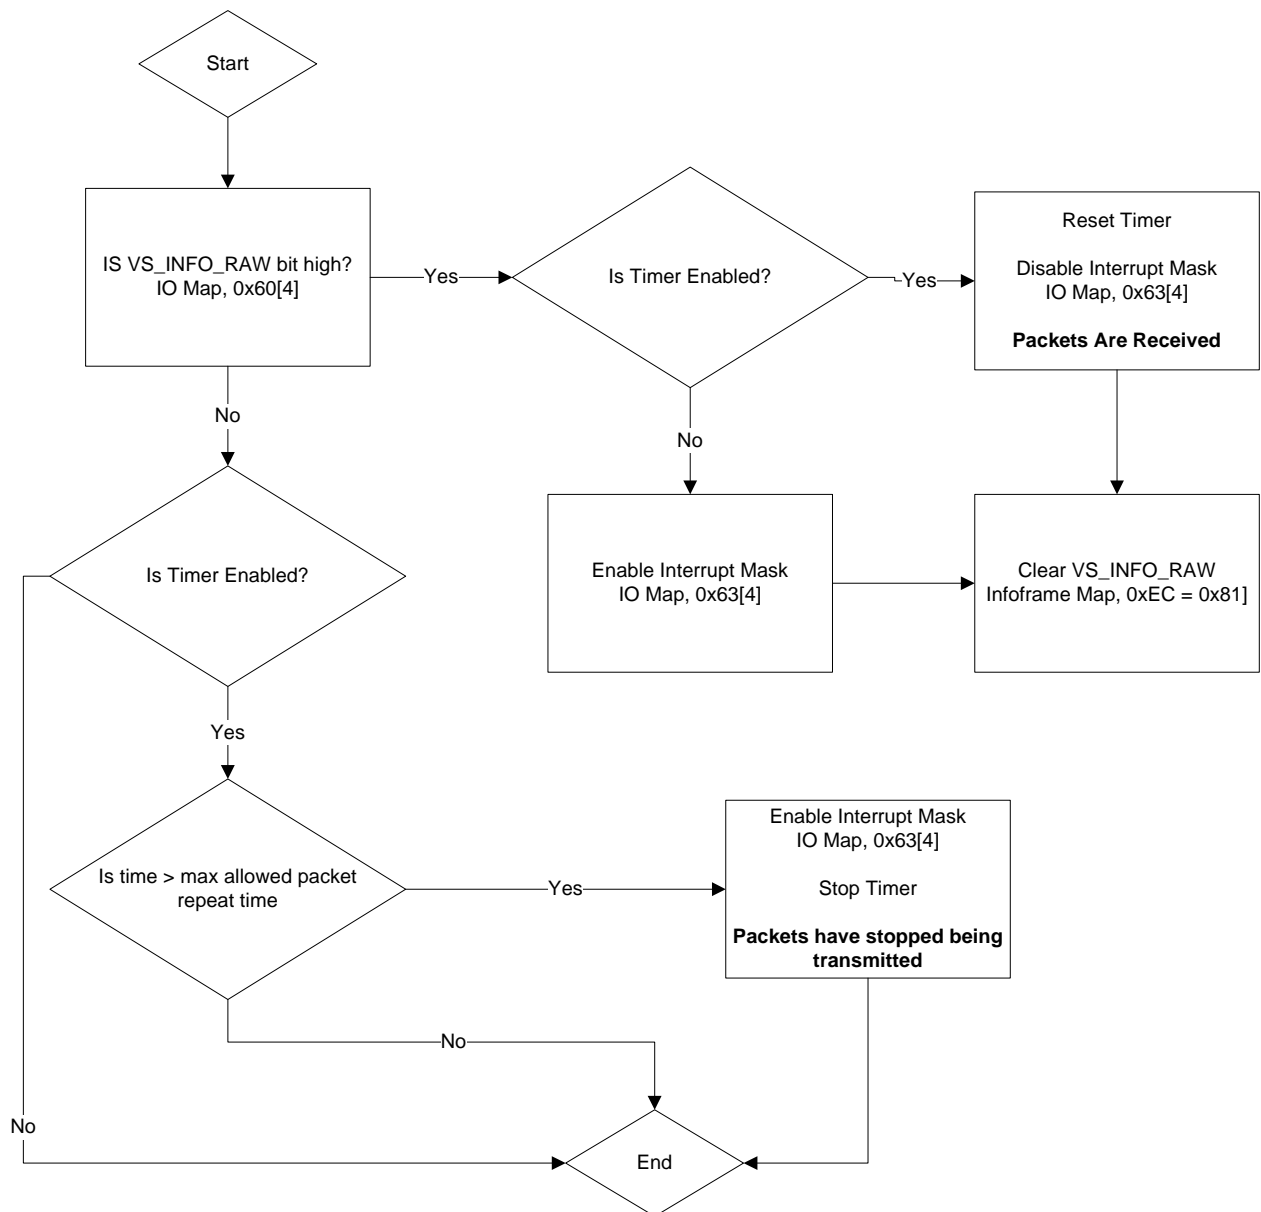 Start
IS VS_INFO_RAW bit high?
IO Map, 0x60[4]
Yes
Is Timer Enabled?
Yes
Reset Timer
Disable Interrupt Mask
IO Map, 0x63[4]
Packets Are Received
No
No
Is Timer Enabled?
Enable Interrupt Mask
IO Map, 0x63[4]
Clear VS_INFO_RAW
Infoframe Map, 0xEC = 0x81]
Yes
Is time > max allowed packet
repeat time
Yes
Enable Interrupt Mask
IO Map, 0x63[4]
Stop Timer
Packets have stopped being
transmitted
No
No
End